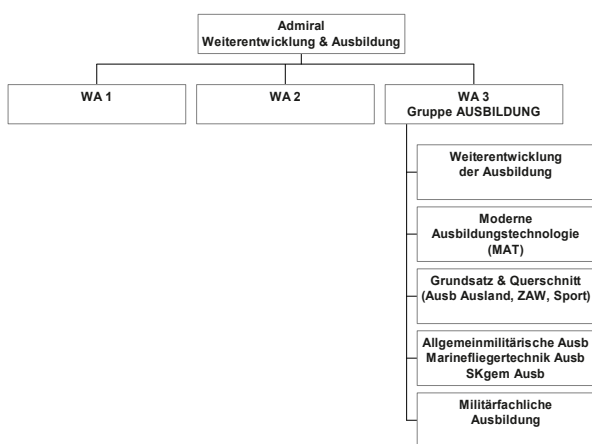 Admiral
Weiterentwicklung & Ausbildung
WA 1
WA 2
WA 3
Gruppe AUSBILDUNG
Weiterentwicklung
der Ausbildung
Moderne
Ausbildungstechnologie
(MAT)
Grundsatz & Querschnitt
(Ausb Ausland, ZAW, Sport)
Allgemeinmilitärische Ausb
Marinefliegertechnik Ausb
SKgem Ausb
Militärfachliche
Ausbildung